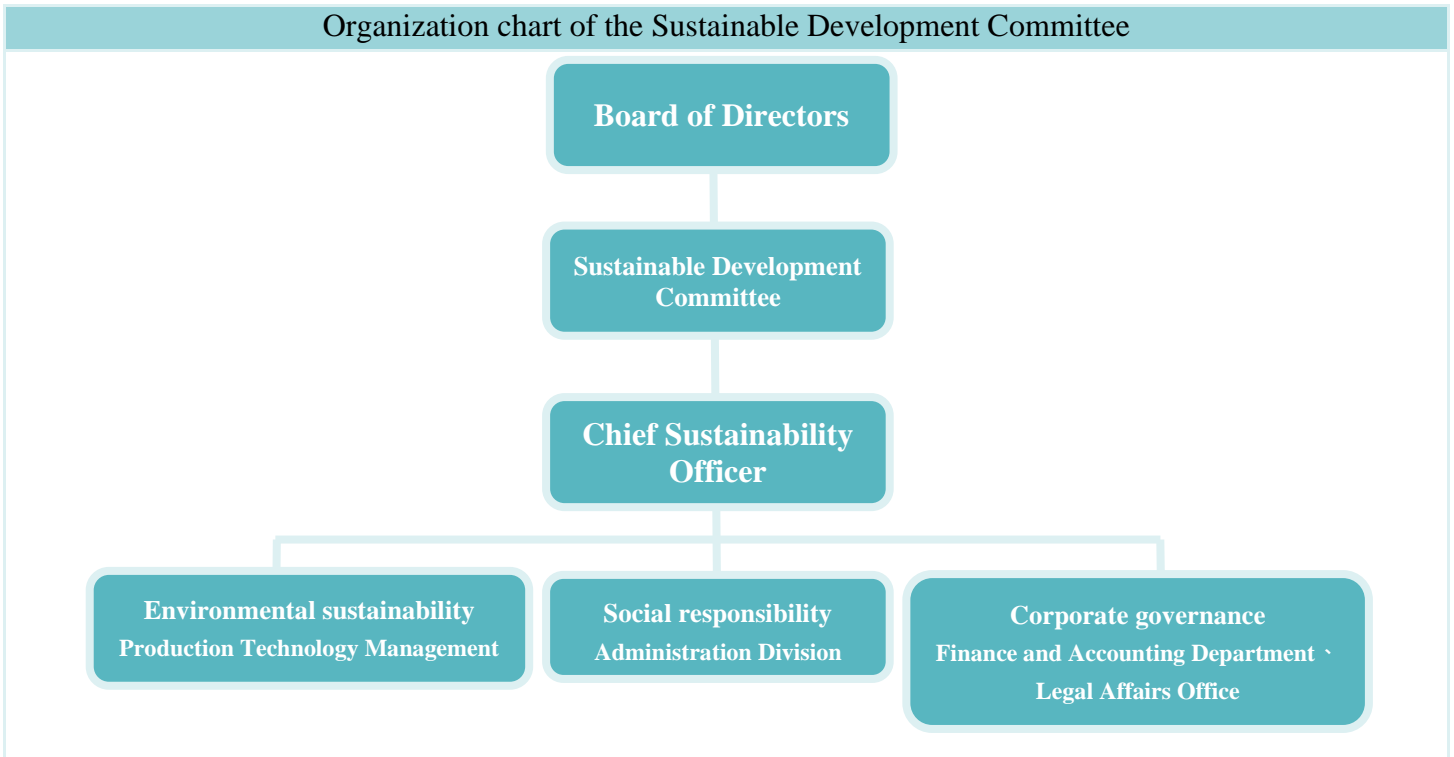 Organization chart of the Sustainable Development Committee
Board of Directors
Sustainable Development
Committee
Chief Sustainability
Officer
Environmental sustainability
Production Technology Management
Social responsibility
Administration Division
Corporate governance
Finance and Accounting Department、
Legal Affairs Office